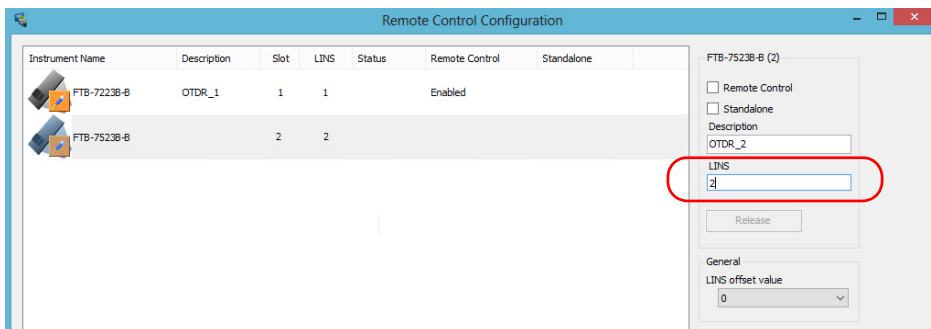 Remote Control Configuration
Instrument Name Description Slot LINS Status Remote Control Standalone
FTB-7223B-B OTDR_1 1 1 Enabled
FTB-7523B-B 2 2
FTB-7523B-B (2)
Remote Control
Standalone
Description
OTDR_2
LINS
2
Release
General
LINS offset value
0